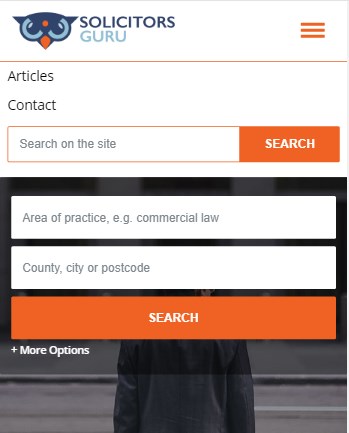 SOLICITORS
GURU
Articles
Contact
Search on the site
SEARCH
Area of practice, e.g. commercial law
County, city or postcode
SEARCH
+ More Options